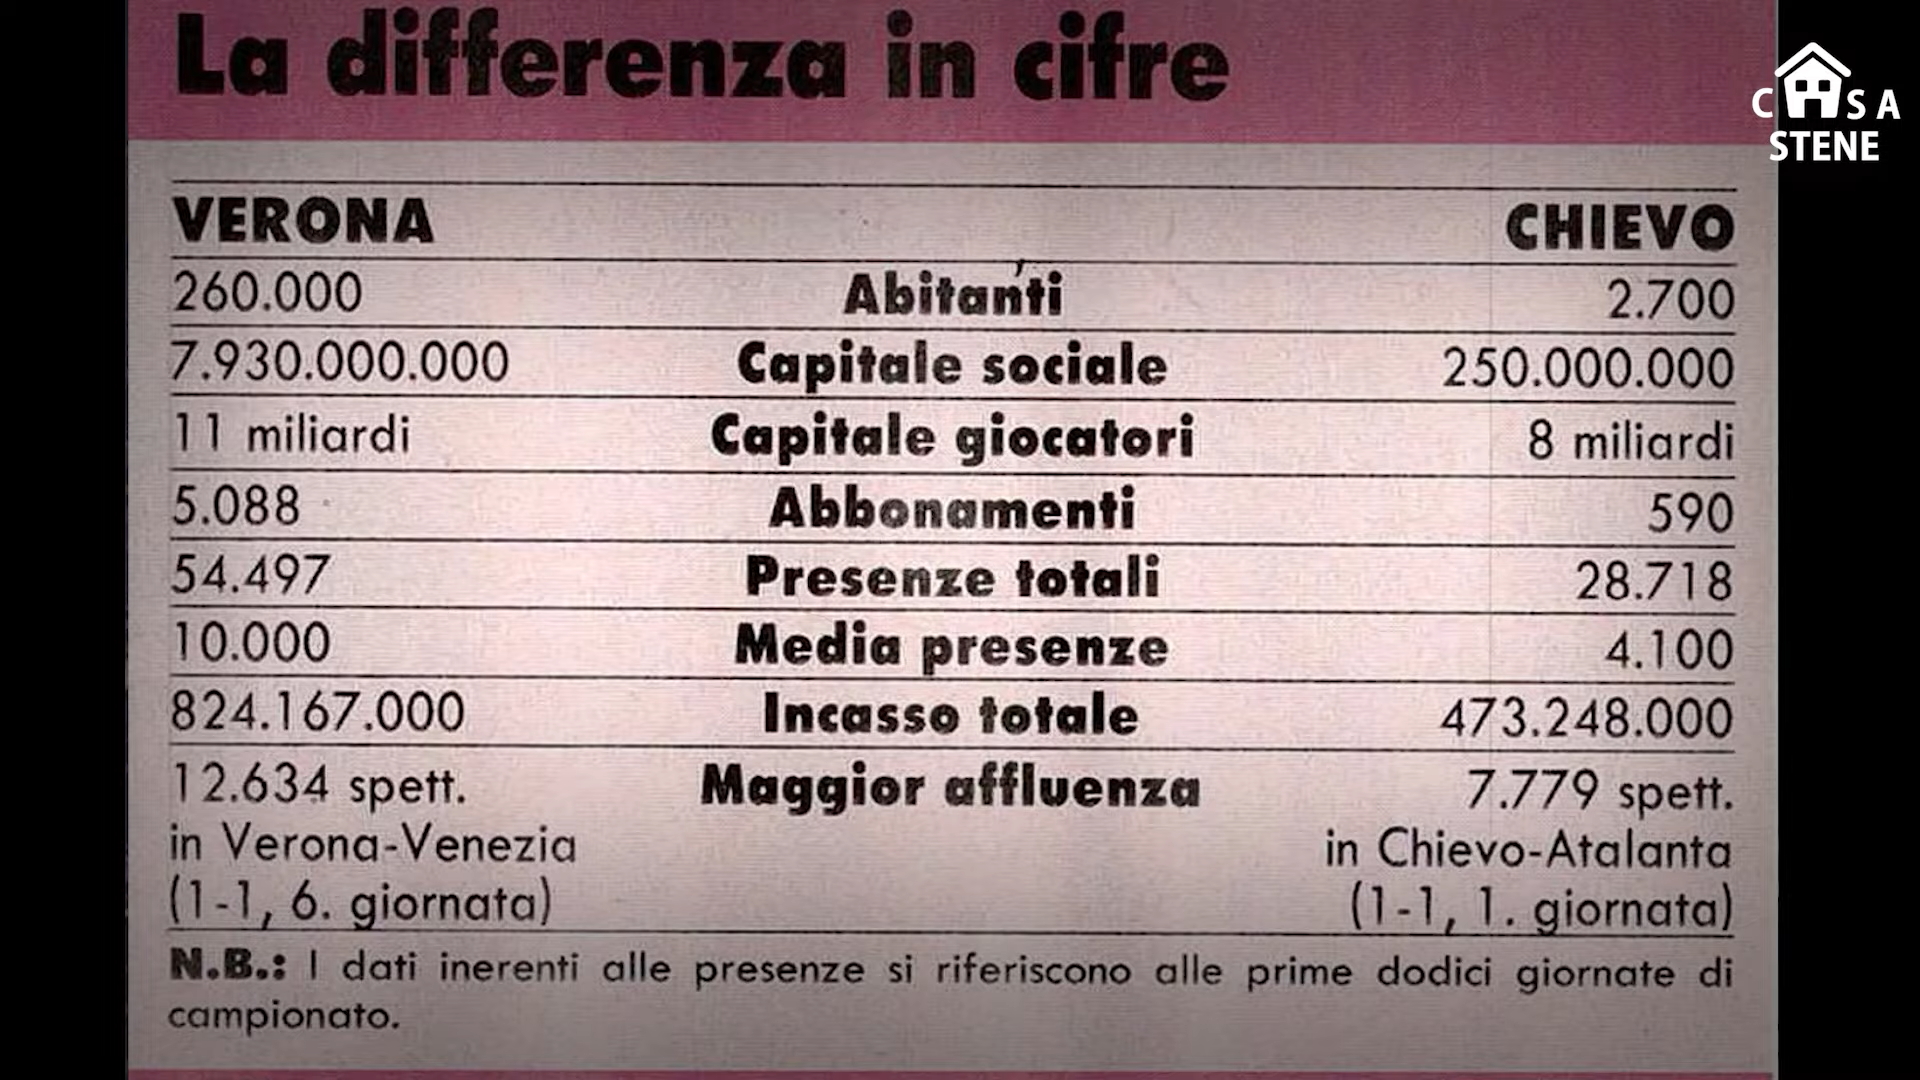 La differenza in cifre
CASA
STENE
VERONA CHIEVO
260.000 Abitanti 2.700
7.930.000.000 Capitale sociale 250.000.000
11 miliardi Capitale giocatori 8 miliardi
5.088 Abbonamenti 590
54.497 Presenze totali 28.718
10.000 Media presenze 4.100
824.167.000 Incasso totale 473.248.000
12.634 spett. Maggior affluenza 7.779 spett.
in Verona-Venezia in Chievo-Atalanta
(1-1, 6. giornata) (1-1, 1. giornata)
N.B.: I dati inerenti alle presenze si riferiscono alle prime dodici giornate di
campionato.